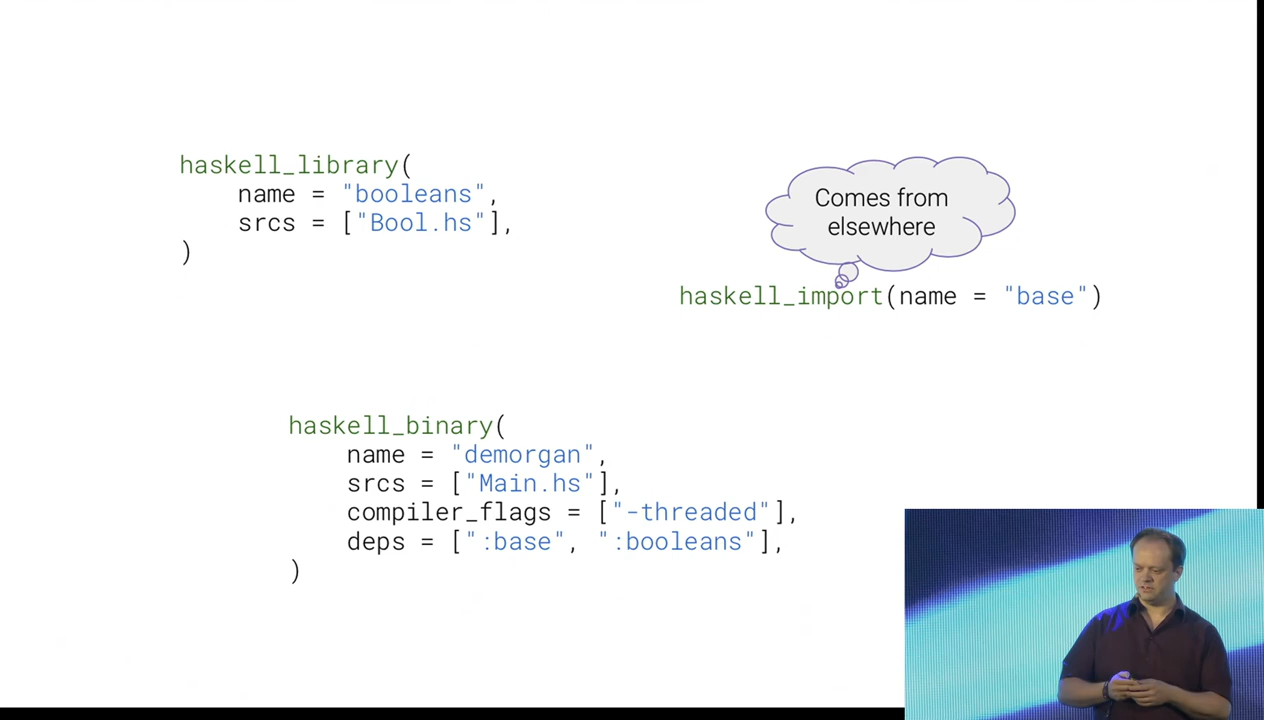 haskell_library(
    name = "booleans",
    srcs = ["Bool.hs"],
)
Comes from
elsewhere
haskell_import(name = "base")
haskell_binary(
    name = "demorgan",
    srcs = ["Main.hs"],
    compiler_flags = ["-threaded"],
    deps = [":base", ":booleans"],
)